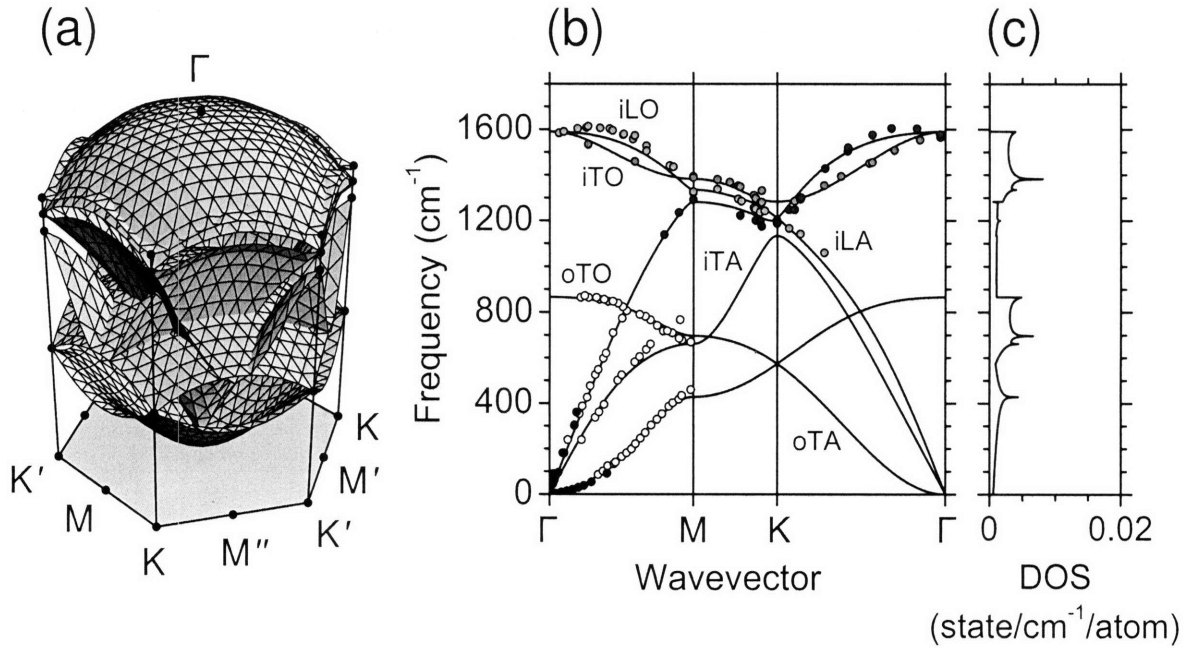 (a)
Γ
K′
M
K
M″
K′
M′
K
(b)
Frequency (cm⁻¹)
1600
1200
800
400
0
iLO
iTO
oTO
iTA
iLA
oTA
Γ
M
K
Γ
Wavevector
(c)
0
0.02
DOS
(state/cm⁻¹/atom)